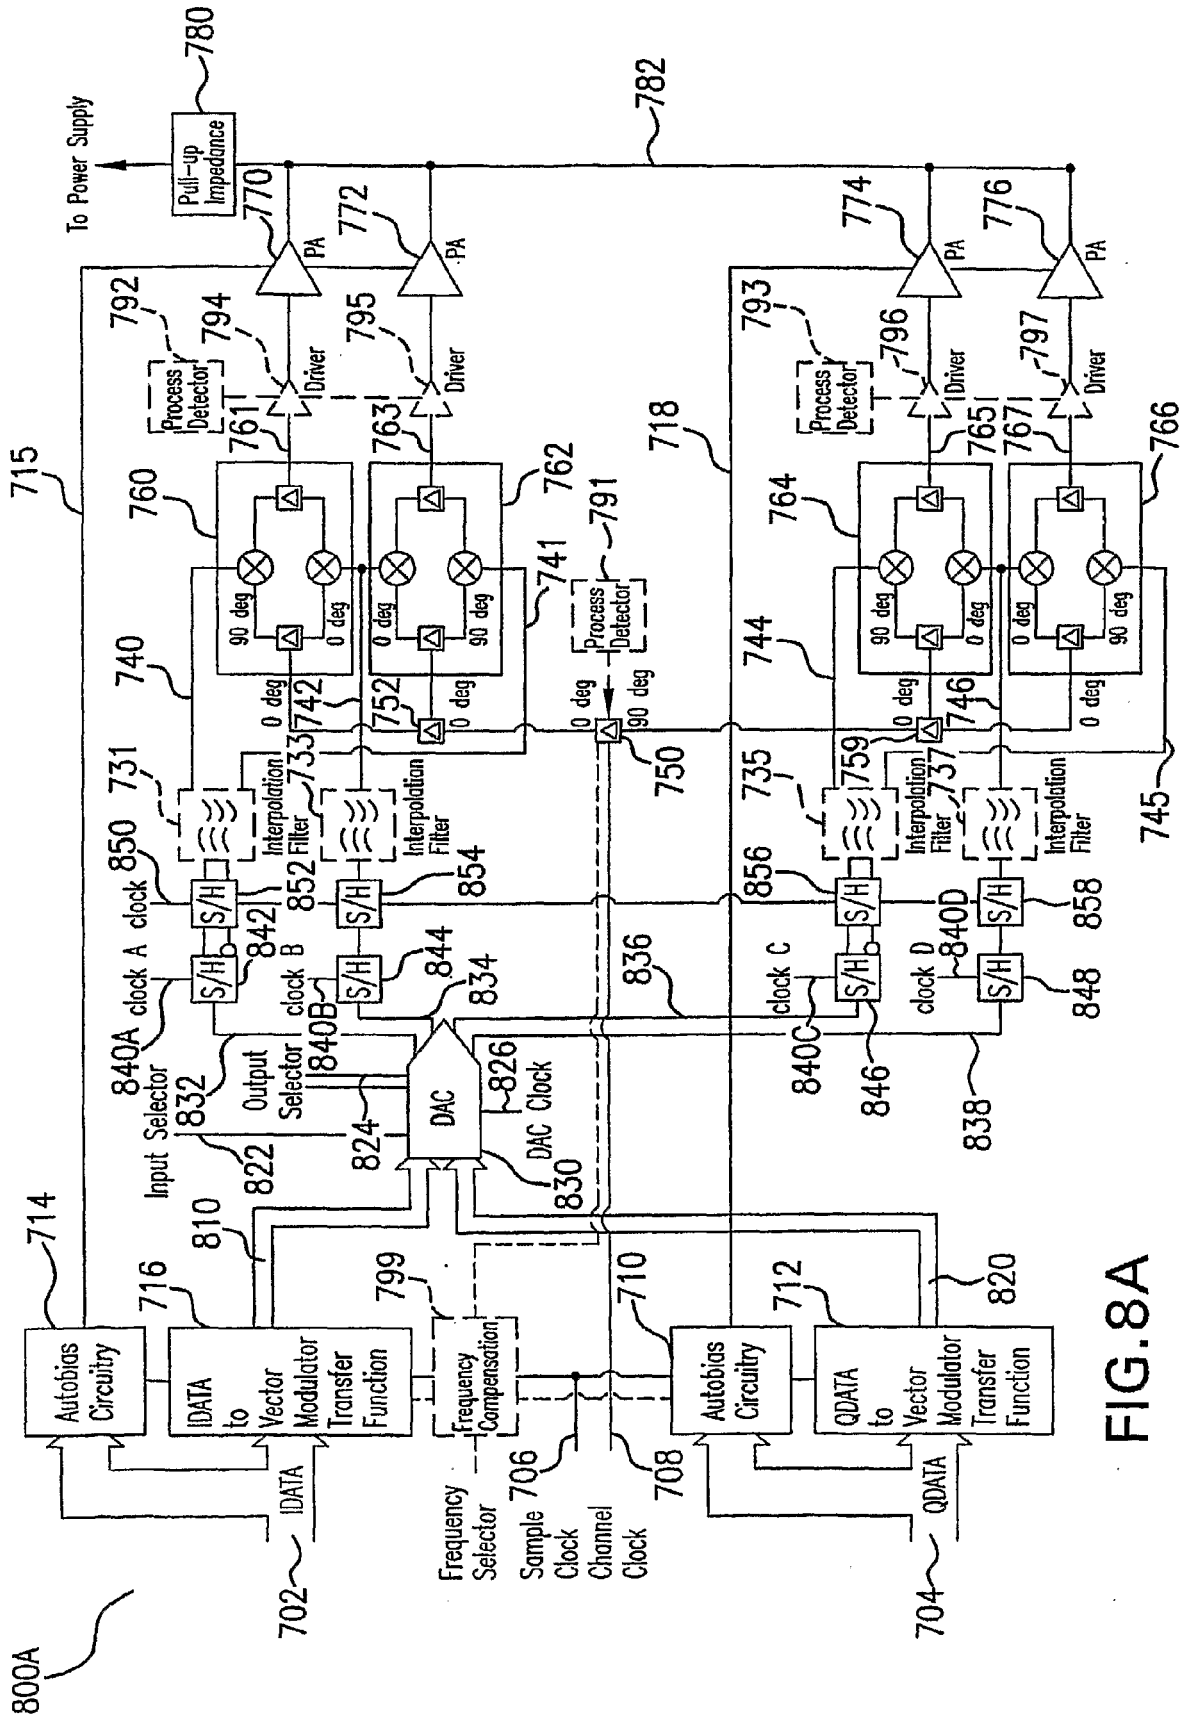 800A
702
IDATA
714
Autobias
Circuitry
715
716
IDATA
to
Vector
Modulator
Transfer
Function
810
Input Selector
822
Output
Selector
824
DAC
830
826
DAC Clock
832
834
836
838
840A
clock A
840B
clock B
842
S/H
844
S/H
850
clock
852
S/H
854
S/H
731
Interpolation
Filter
733
Interpolation
Filter
740
742
741
0 deg
752
0 deg
760
90 deg
0 deg
762
0 deg
90 deg
761
763
792
Process
Detector
794
Driver
795
Driver
770
PA
772
PA
780
Pull-up
Impedance
To Power Supply
782
Frequency
Selector
799
Frequency
Compensation
706
Sample
Clock
708
Channel
Clock
750
0 deg
90 deg
791
Process
Detector
704
QDATA
710
Autobias
Circuitry
718
712
QDATA
to
Vector
Modulator
Transfer
Function
820
840C
clock C
840D
clock D
846
S/H
848
S/H
856
S/H
858
S/H
735
Interpolation
Filter
737
Interpolation
Filter
744
746
745
0 deg
759
0 deg
764
90 deg
0 deg
766
0 deg
90 deg
765
767
793
Process
Detector
796
Driver
797
Driver
774
PA
776
PA
FIG.8A